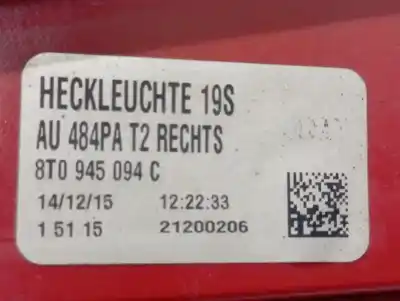 HECKLEUCHTE 19S
AU 484PA T2 RECHTS
8T0 945 094 C
14/12/15 12:22:33
1 51 15 21200206